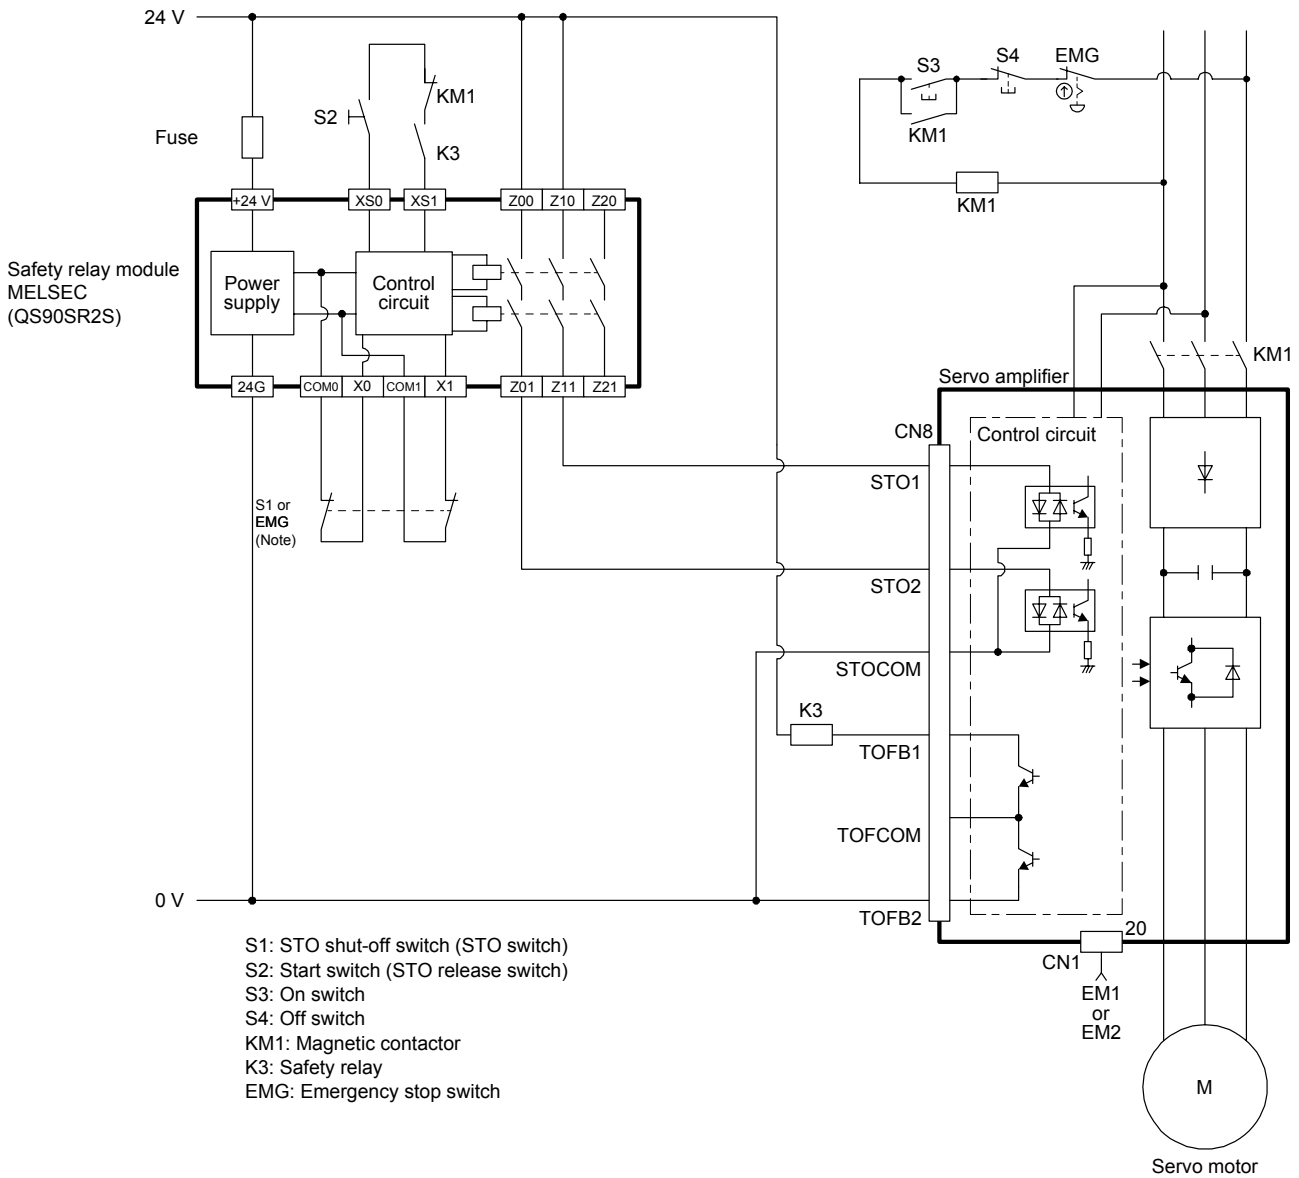 24 V
S3
S4
EMG
KM1
S2
KM1
Fuse
K3
KM1
+24 V
XS0
XS1
Z00
Z10
Z20
Safety relay module
MELSEC
(QS90SR2S)
Power
supply
Control
circuit
KM1
24G
COM0
X0
COM1
X1
Z01
Z11
Z21
Servo amplifier
CN8
Control circuit
STO1
S1 or
EMG
(Note)
STO2
STOCOM
K3
TOFB1
TOFCOM
0 V
TOFB2
20
CN1
EM1
or
EM2
S1: STO shut-off switch (STO switch)
S2: Start switch (STO release switch)
S3: On switch
S4: Off switch
KM1: Magnetic contactor
K3: Safety relay
EMG: Emergency stop switch
M
Servo motor